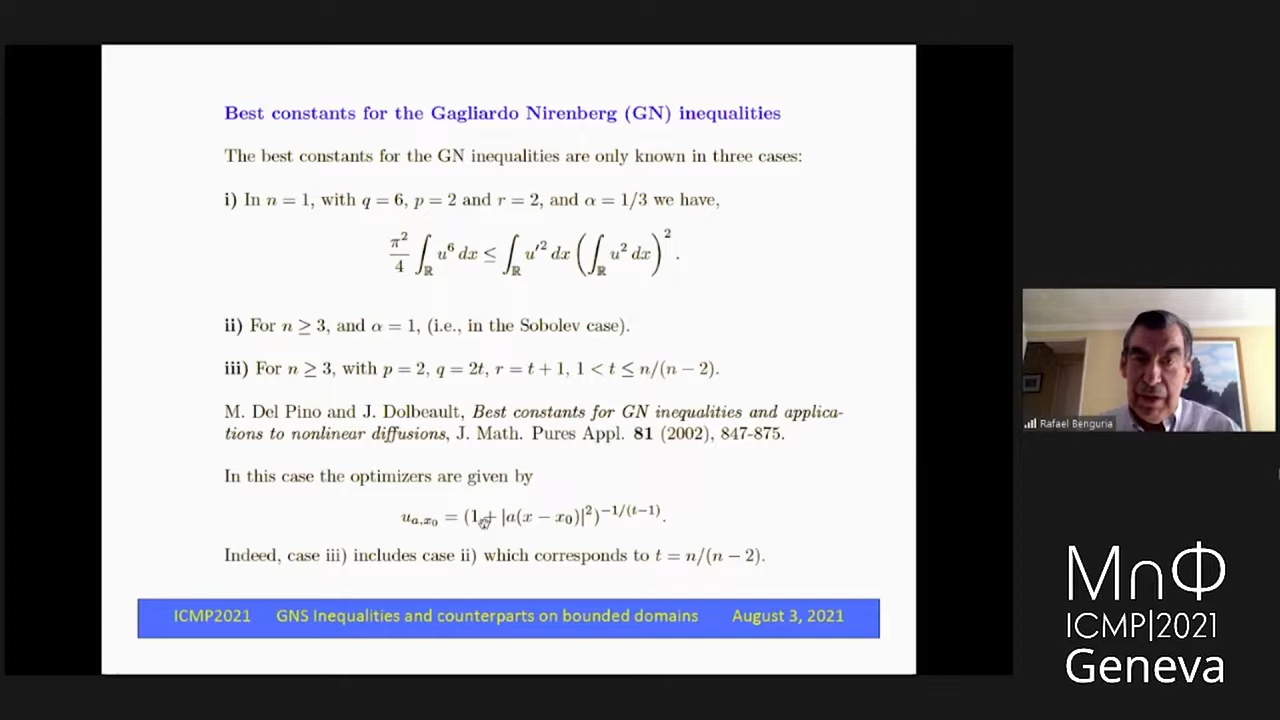 Best constants for the Gagliardo Nirenberg (GN) inequalities
The best constants for the GN inequalities are only known in three cases:
i) In n = 1, with q = 6, p = 2 and r = 2, and α = 1/3 we have,
π²/4 ∫_ℝ u⁶ dx ≤ ∫_ℝ u′² dx (∫_ℝ u² dx)².
ii) For n ≥ 3, and α = 1, (i.e., in the Sobolev case).
iii) For n ≥ 3, with p = 2, q = 2t, r = t + 1, 1 < t ≤ n/(n − 2).
M. Del Pino and J. Dolbeault, Best constants for GN inequalities and applica-
tions to nonlinear diffusions, J. Math. Pures Appl. 81 (2002), 847-875.
In this case the optimizers are given by
u_{a,x₀} = (1 + |a(x − x₀)|²)^{−1/(t−1)}.
Indeed, case iii) includes case ii) which corresponds to t = n/(n − 2).
ICMP2021 GNS Inequalities and counterparts on bounded domains August 3, 2021
Rafael Benguria
M∩Φ
ICMP|2021
Geneva